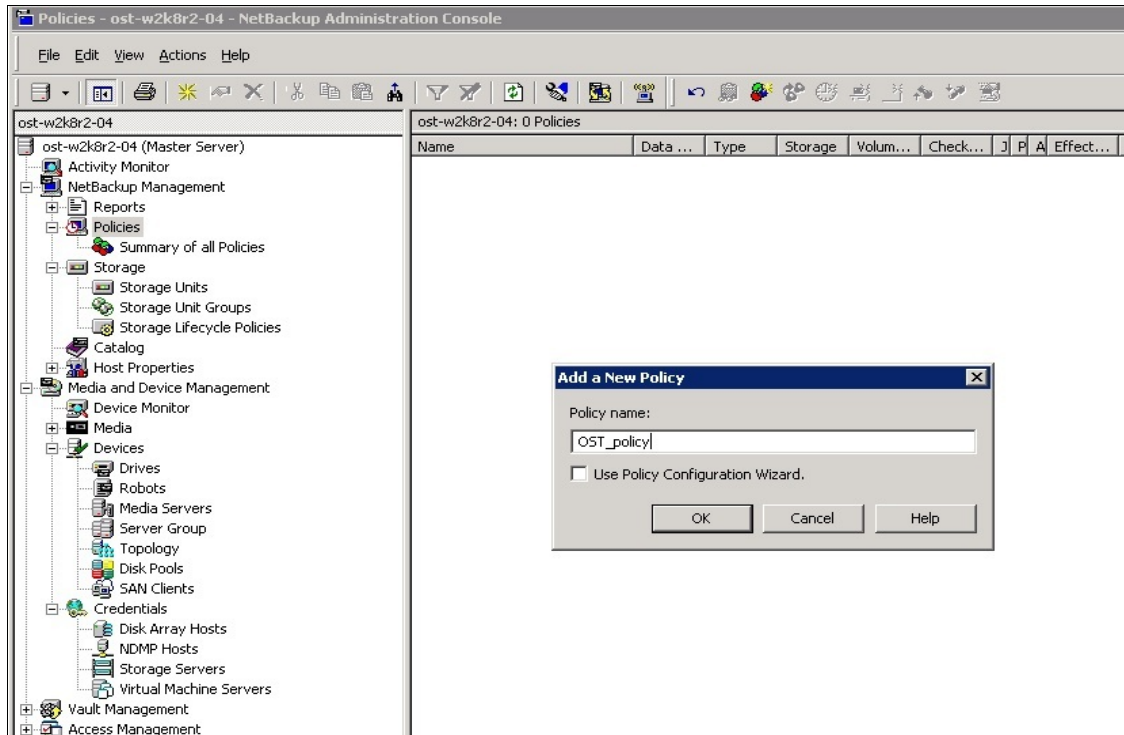 Policies - ost-w2k8r2-04 - NetBackup Administration Console
File Edit View Actions Help
ost-w2k8r2-04
ost-w2k8r2-04: 0 Policies
ost-w2k8r2-04 (Master Server)
Name Data ... Type Storage Volum... Check... J P A Effect...
Activity Monitor
NetBackup Management
Reports
Policies
Summary of all Policies
Storage
Storage Units
Storage Unit Groups
Storage Lifecycle Policies
Catalog
Host Properties
Media and Device Management
Device Monitor
Media
Devices
Drives
Robots
Media Servers
Server Group
Topology
Disk Pools
SAN Clients
Credentials
Disk Array Hosts
NDMP Hosts
Storage Servers
Virtual Machine Servers
Vault Management
Access Management
Add a New Policy
Policy name:
OST_policy
Use Policy Configuration Wizard.
OK Cancel Help